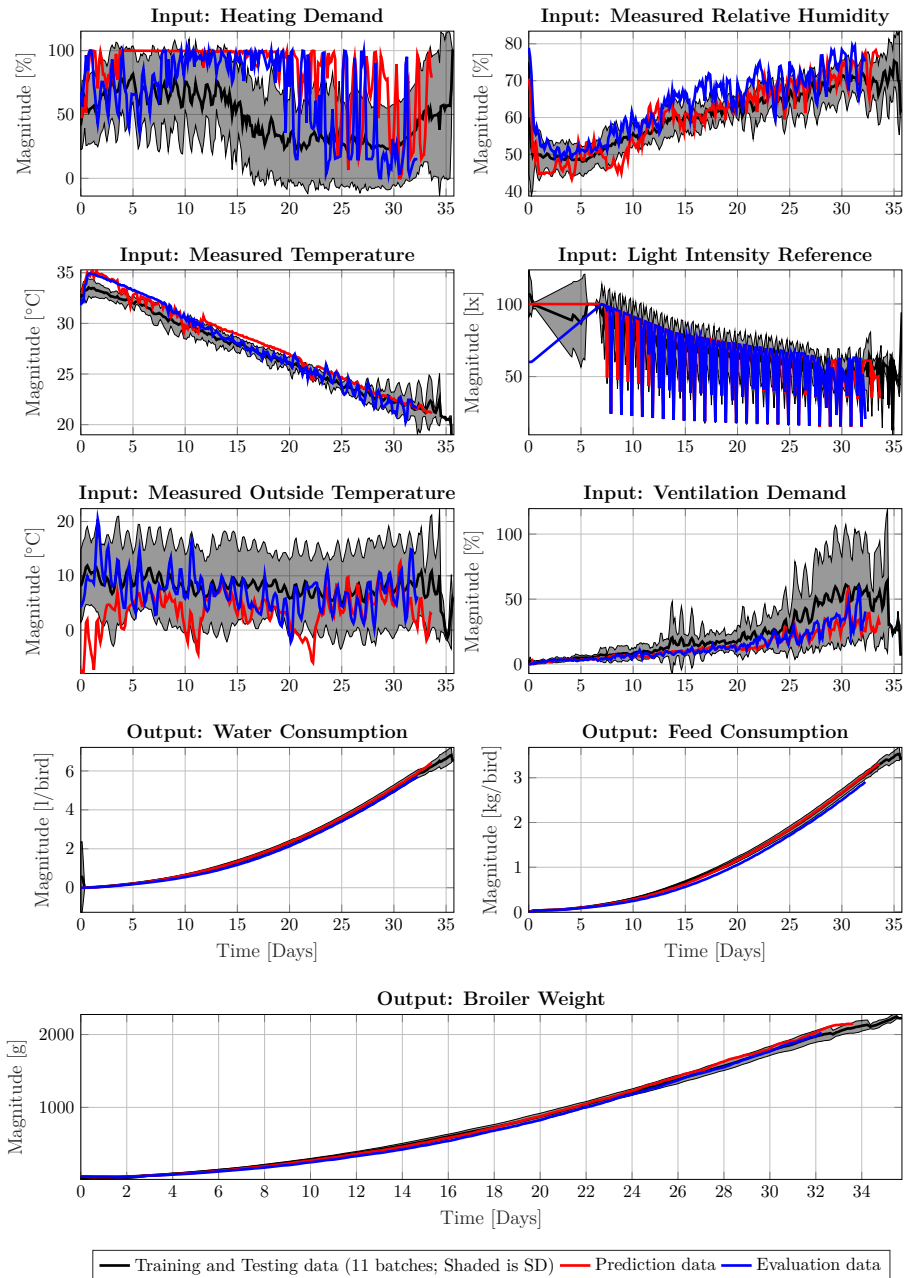 Input: Heating Demand
Input: Measured Relative Humidity
Magnitude [%]
100
50
0
0 5 10 15 20 25 30 35
Magnitude [%]
80
70
60
50
40
0 5 10 15 20 25 30 35
Input: Measured Temperature
Input: Light Intensity Reference
Magnitude [°C]
35
30
25
20
0 5 10 15 20 25 30 35
Magnitude [lx]
100
50
0 5 10 15 20 25 30 35
Input: Measured Outside Temperature
Input: Ventilation Demand
Magnitude [°C]
20
10
0
0 5 10 15 20 25 30 35
Magnitude [%]
100
50
0
0 5 10 15 20 25 30 35
Output: Water Consumption
Output: Feed Consumption
Magnitude [l/bird]
6
4
2
0
0 5 10 15 20 25 30 35
Time [Days]
Magnitude [kg/bird]
3
2
1
0
0 5 10 15 20 25 30 35
Time [Days]
Output: Broiler Weight
Magnitude [g]
2000
1000
0 2 4 6 8 10 12 14 16 18 20 22 24 26 28 30 32 34
Time [Days]
Training and Testing data (11 batches; Shaded is SD) Prediction data Evaluation data